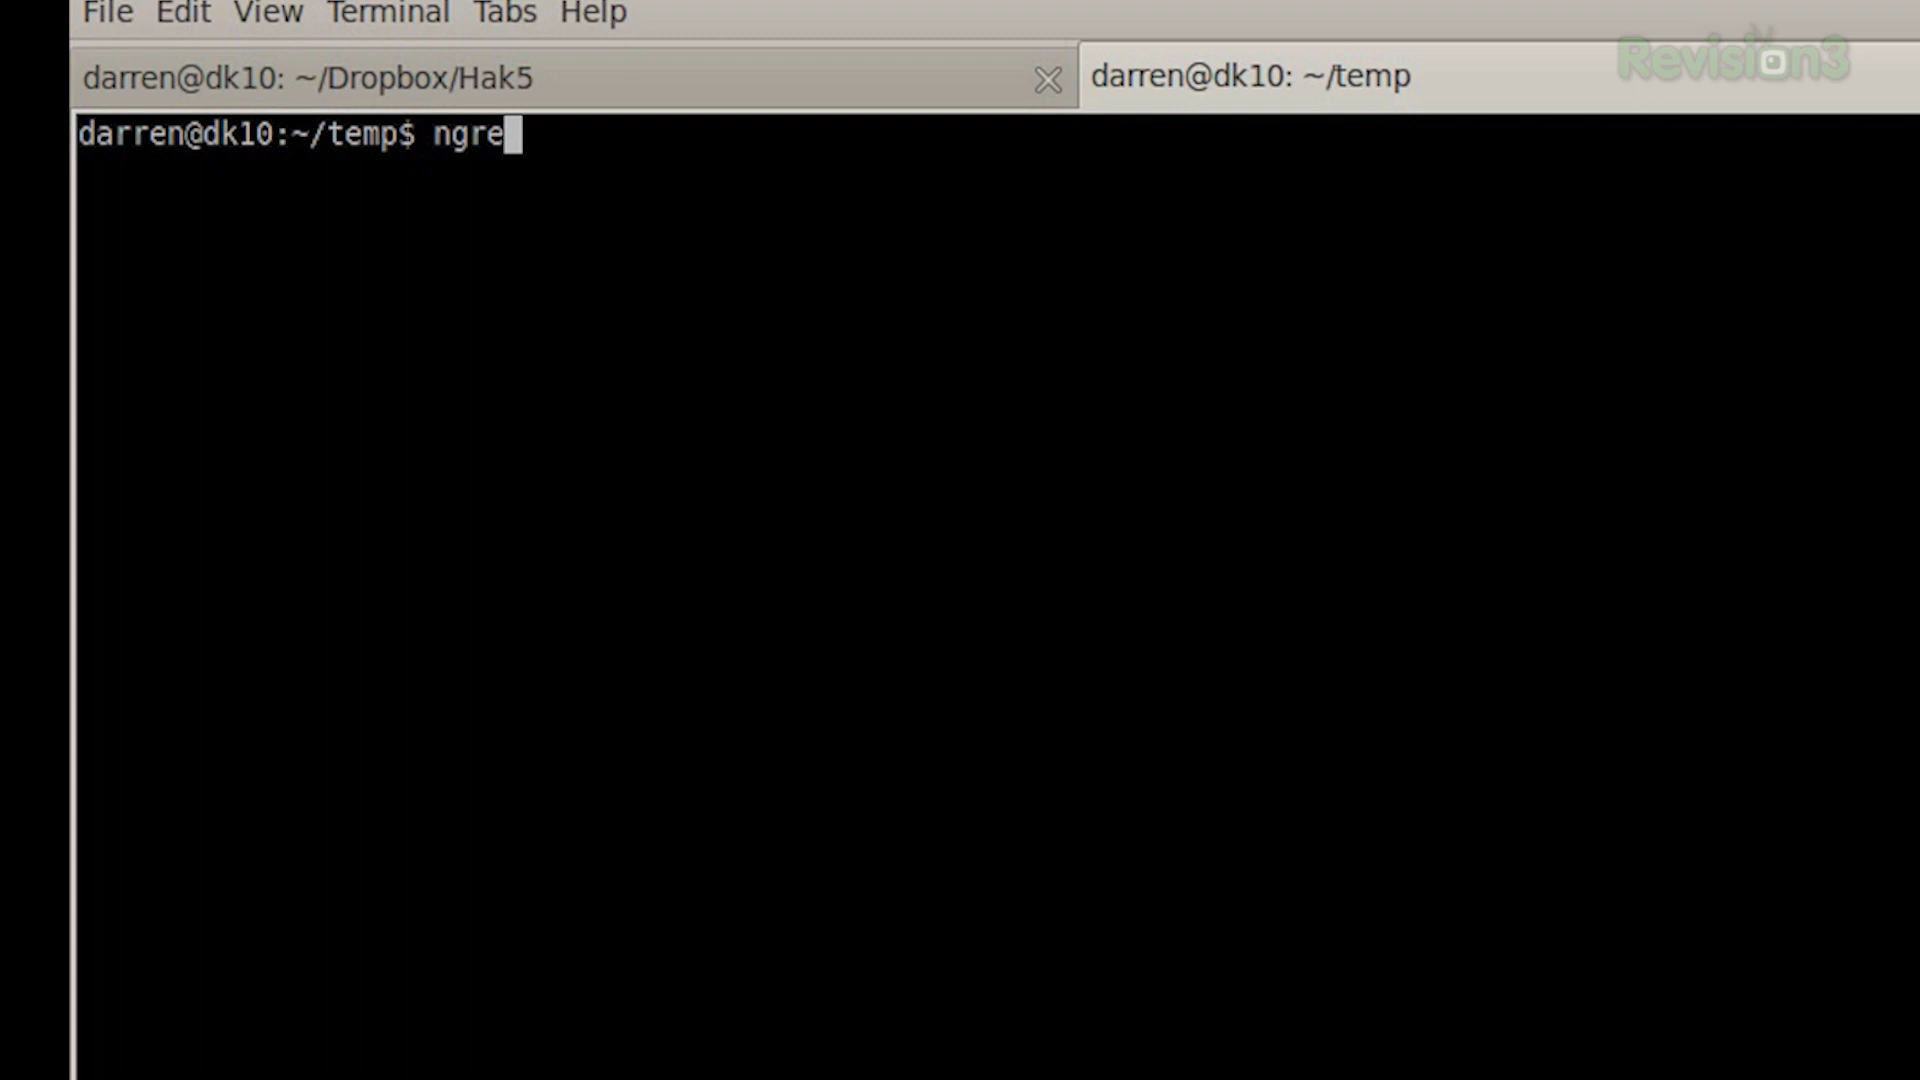 File Edit View Terminal Tabs Help
Revision3
darren@dk10: ~/Dropbox/Hak5
darren@dk10: ~/temp
darren@dk10:~/temp$ ngre